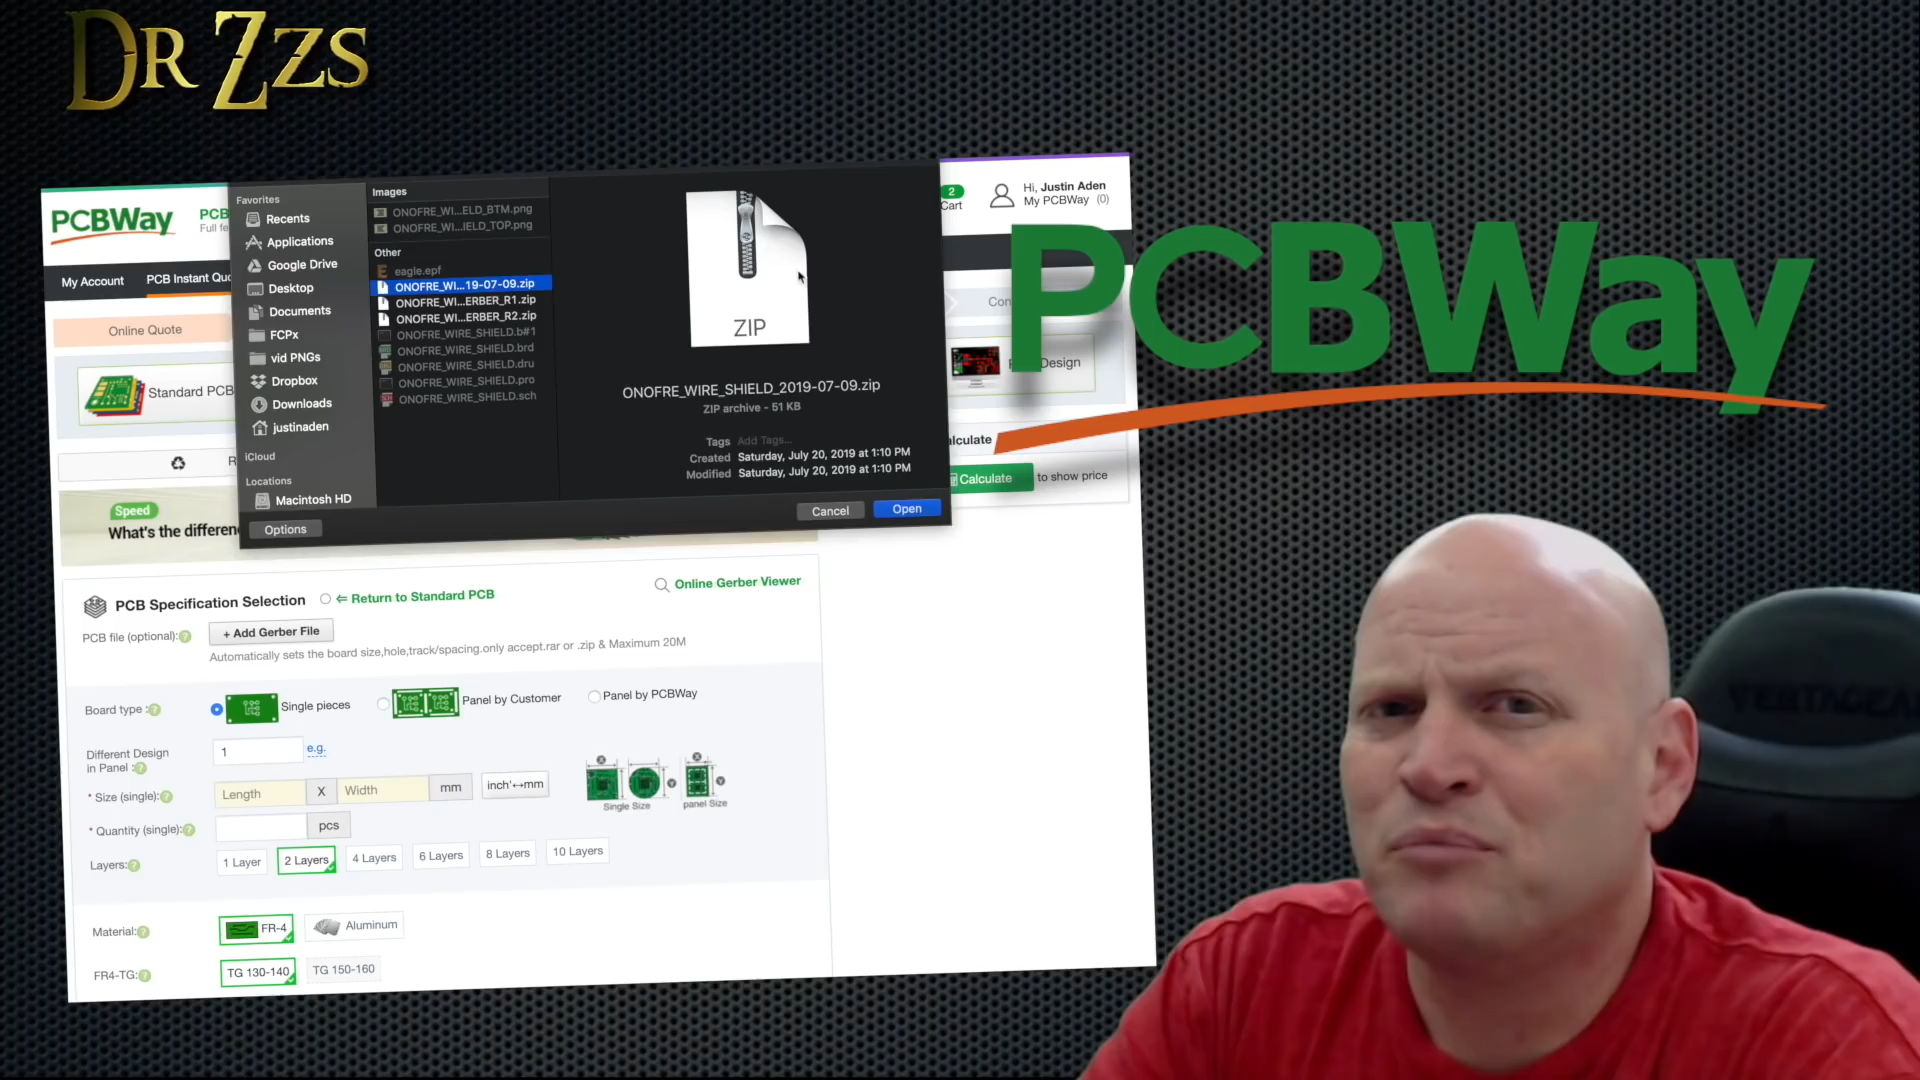 DR ZZS
PCBWay
PCB
Full fe
2
Cart
Hi, Justin Aden
My PCBWay (0)
My Account
PCB Instant Quo
Online Quote
Standard PCB
R
Speed
What's the differen
Favorites
Recents
Applications
Google Drive
Desktop
Documents
FCPx
vid PNGs
Dropbox
Downloads
justinaden
iCloud
Locations
Macintosh HD
Options
Images
ONOFRE_WI...ELD_BTM.png
ONOFRE_WI...IELD_TOP.png
Other
eagle.epf
ONOFRE_WI...19-07-09.zip
ONOFRE_WI...ERBER_R1.zip
ONOFRE_WI...ERBER_R2.zip
ONOFRE_WIRE_SHIELD.b#1
ONOFRE_WIRE_SHIELD.brd
ONOFRE_WIRE_SHIELD.dru
ONOFRE_WIRE_SHIELD.pro
ONOFRE_WIRE_SHIELD.sch
ZIP
ONOFRE_WIRE_SHIELD_2019-07-09.zip
ZIP archive - 51 KB
Tags Add Tags...
Created Saturday, July 20, 2019 at 1:10 PM
Modified Saturday, July 20, 2019 at 1:10 PM
Cancel
Open
PCBWay
Con
Design
alculate
Calculate to show price
PCB Specification Selection
⇐ Return to Standard PCB
Online Gerber Viewer
PCB file (optional):
+ Add Gerber File
Automatically sets the board size,hole,track/spacing.only accept.rar or .zip & Maximum 20M
Board type :
Single pieces
Panel by Customer
Panel by PCBWay
Different Design
in Panel :
1
e.g.
* Size (single):
Length X Width mm
inch'↔mm
X X
Y Y
Single Size
panel Size
* Quantity (single):
pcs
Layers:
1 Layer
2 Layers
4 Layers
6 Layers
8 Layers
10 Layers
Material:
FR-4
Aluminum
FR4-TG:
TG 130-140
TG 150-160
VERTAGEAR